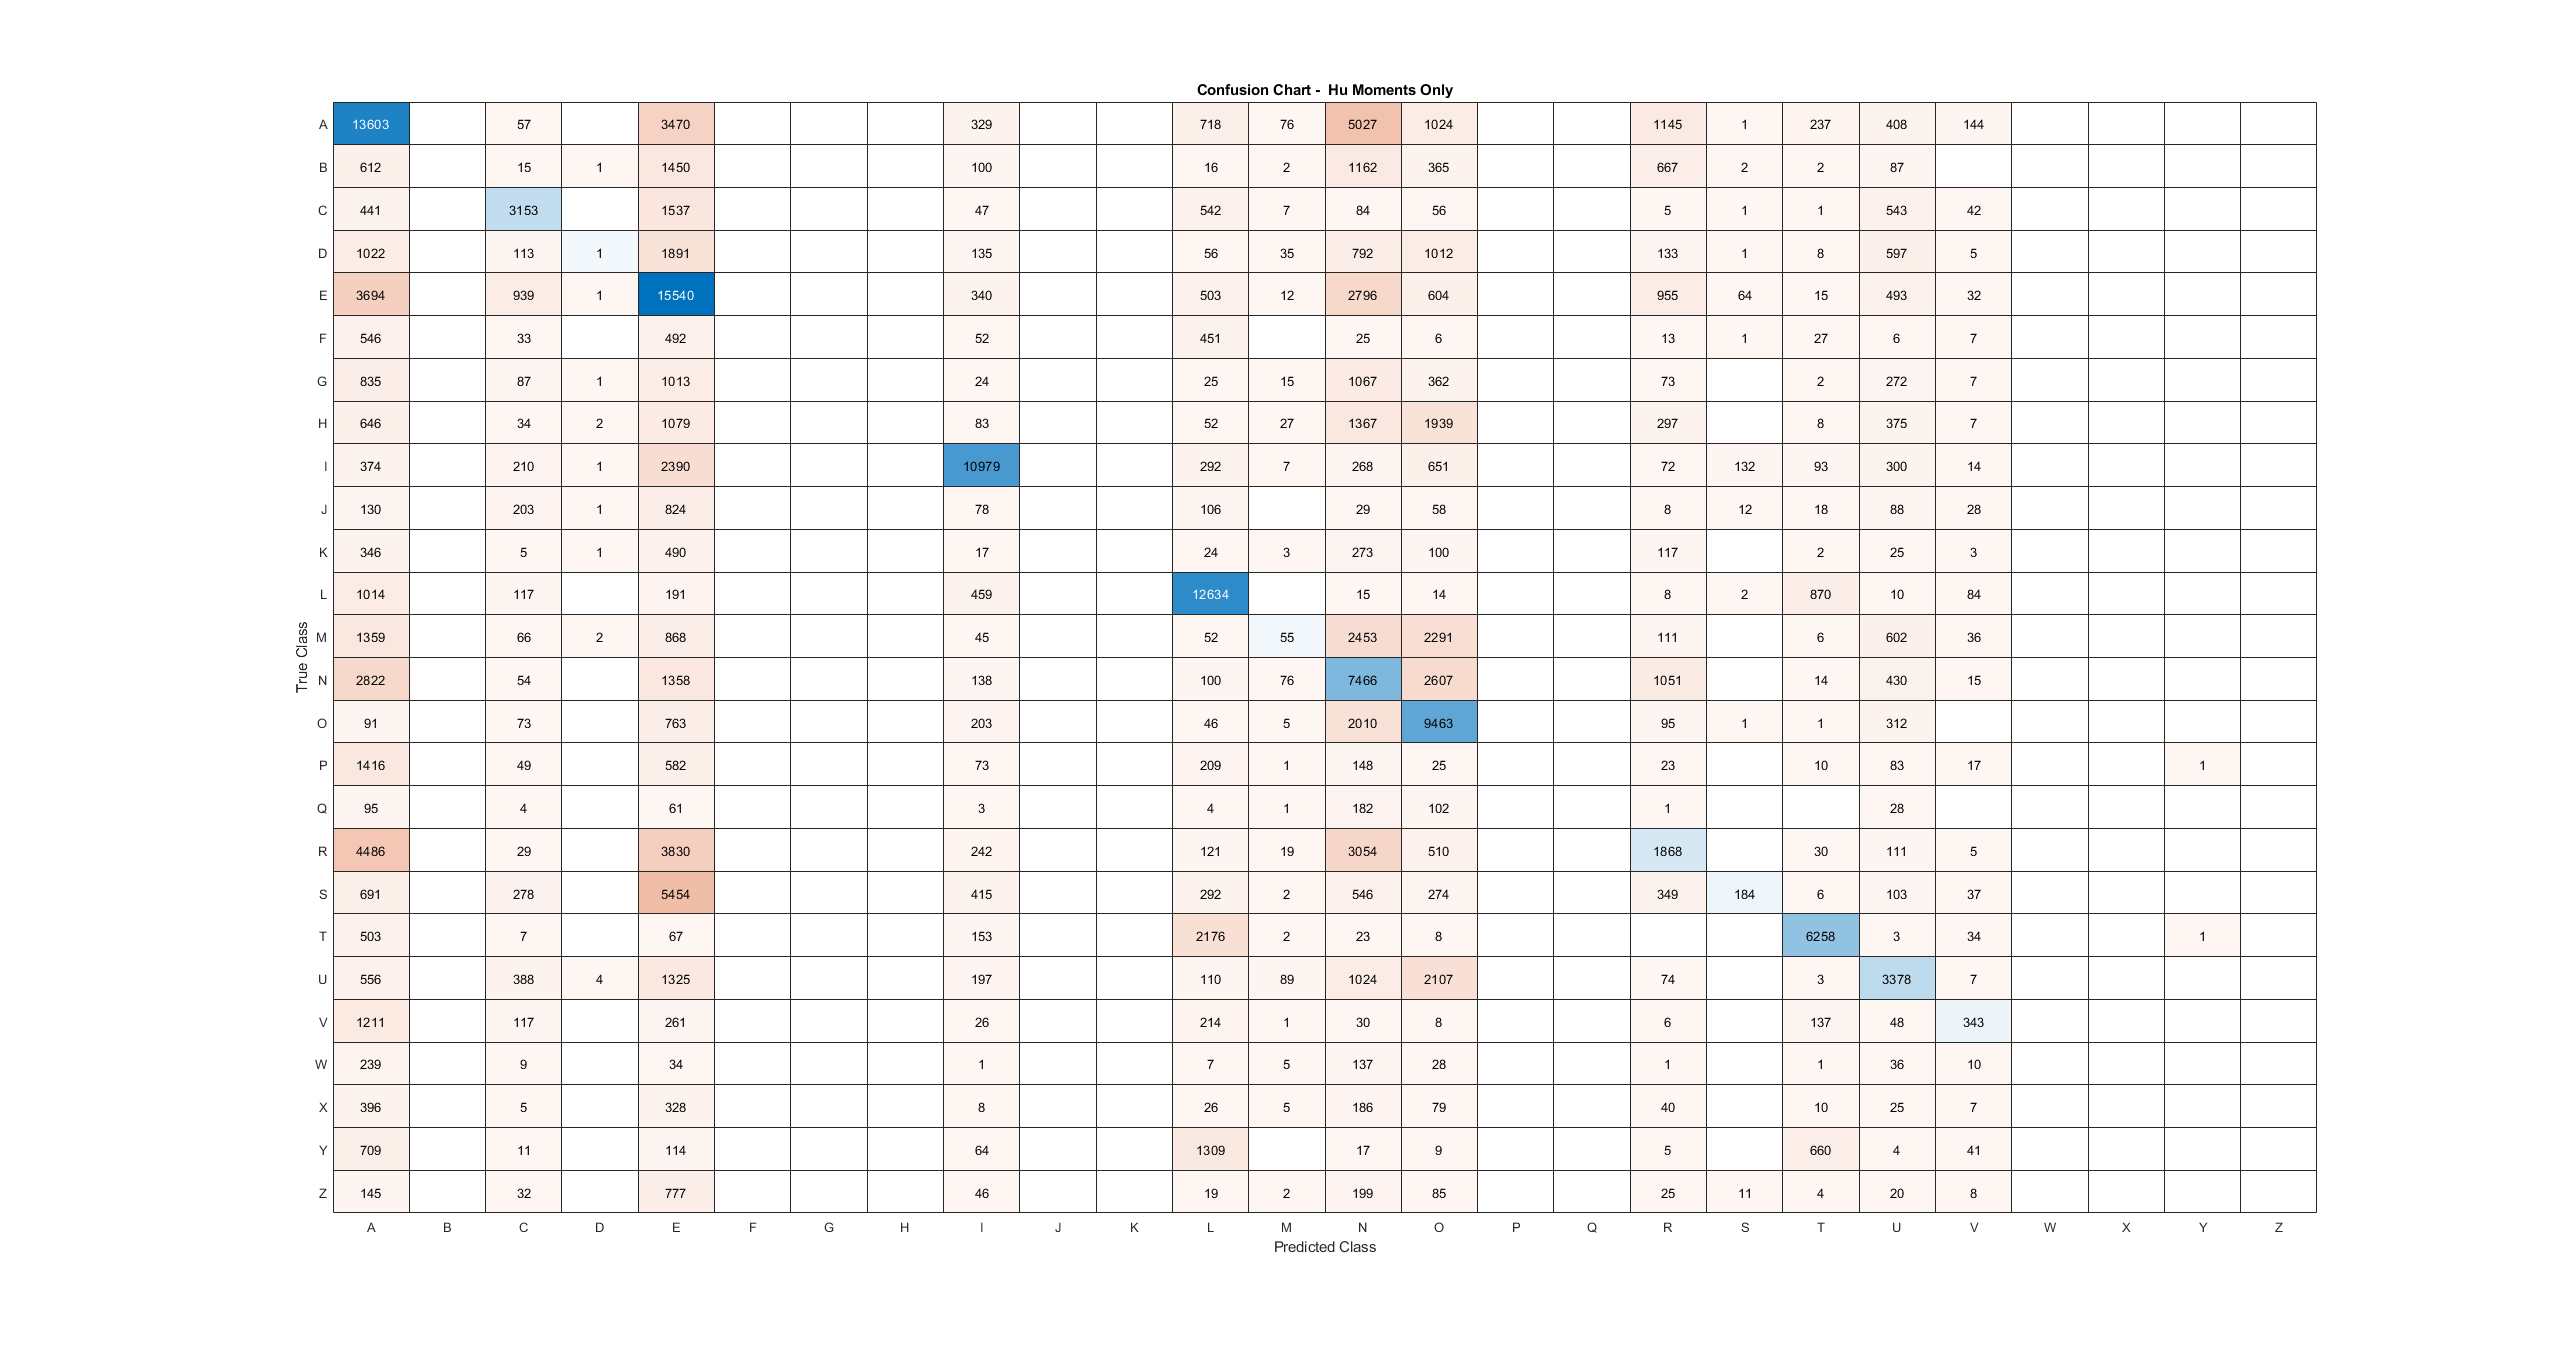 Confusion Chart - Hu Moments Only
A 13603 57 3470 329 718 76 5027 1024 1145 1 237 408 144
B 612 15 1 1450 100 16 2 1162 365 667 2 2 87
C 441 3153 1537 47 542 7 84 56 5 1 1 543 42
D 1022 113 1 1891 135 56 35 792 1012 133 1 8 597 5
E 3694 939 1 15540 340 503 12 2796 604 955 64 15 493 32
F 546 33 492 52 451 25 6 13 1 27 6 7
G 835 87 1 1013 24 25 15 1067 362 73 2 272 7
H 646 34 2 1079 83 52 27 1367 1939 297 8 375 7
I 374 210 1 2390 10979 292 7 268 651 72 132 93 300 14
J 130 203 1 824 78 106 29 58 8 12 18 88 28
K 346 5 1 490 17 24 3 273 100 117 2 25 3
L 1014 117 191 459 12634 15 14 8 2 870 10 84
True Class
M 1359 66 2 868 45 52 55 2453 2291 111 6 602 36
N 2822 54 1358 138 100 76 7466 2607 1051 14 430 15
O 91 73 763 203 46 5 2010 9463 95 1 1 312
P 1416 49 582 73 209 1 148 25 23 10 83 17 1
Q 95 4 61 3 4 1 182 102 1 28
R 4486 29 3830 242 121 19 3054 510 1868 30 111 5
S 691 278 5454 415 292 2 546 274 349 184 6 103 37
T 503 7 67 153 2176 2 23 8 6258 3 34 1
U 556 388 4 1325 197 110 89 1024 2107 74 3 3378 7
V 1211 117 261 26 214 1 30 8 6 137 48 343
W 239 9 34 1 7 5 137 28 1 1 36 10
X 396 5 328 8 26 5 186 79 40 10 25 7
Y 709 11 114 64 1309 17 9 5 660 4 41
Z 145 32 777 46 19 2 199 85 25 11 4 20 8
A B C D E F G H I J K L M N O P Q R S T U V W X Y Z
Predicted Class